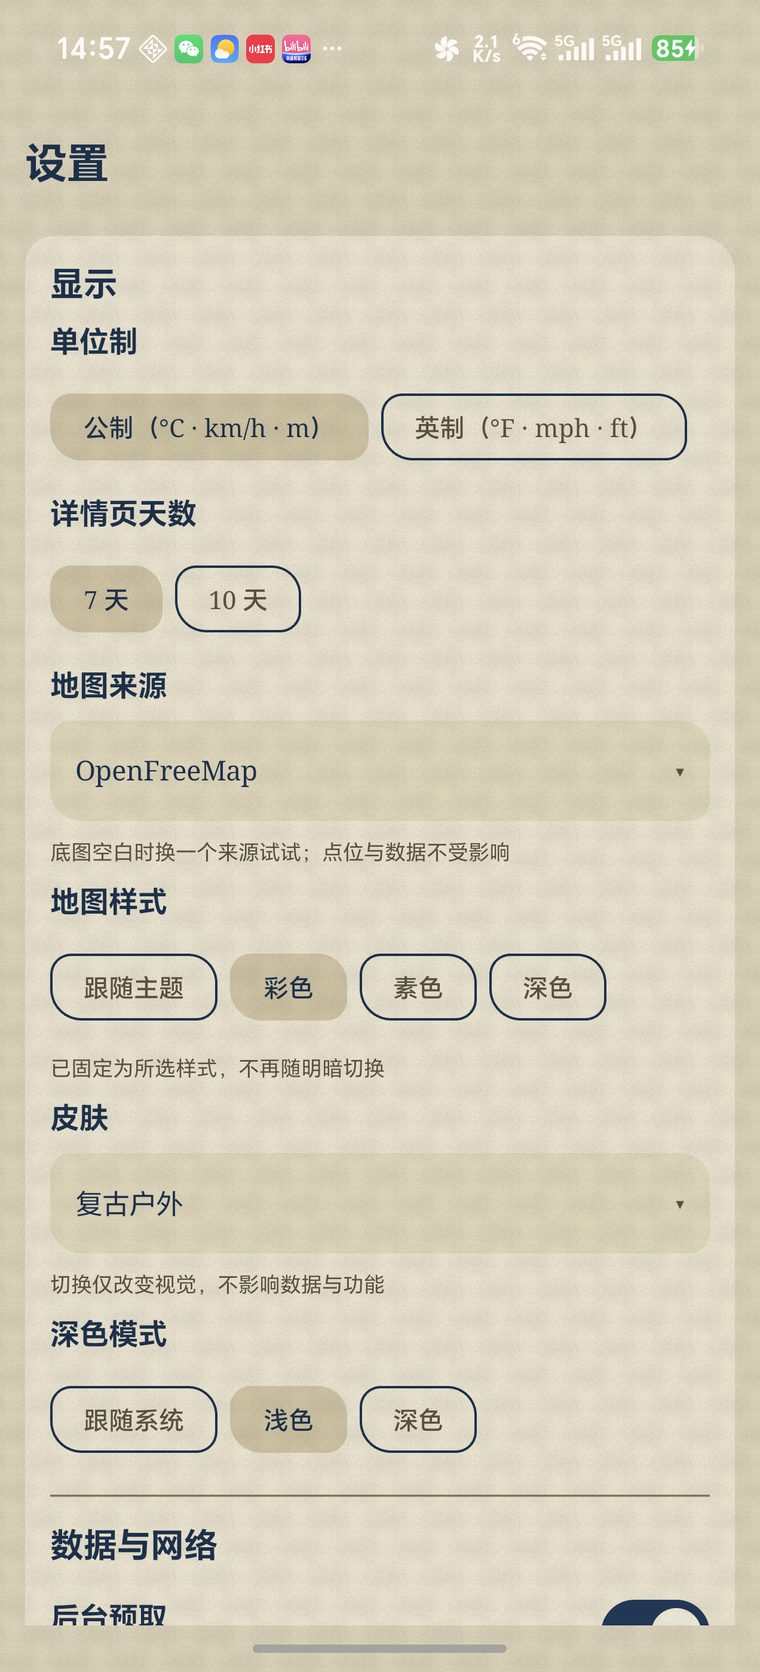 14:57 小红书 bilibili ··· 2.1 K/s 6 5G 5G 85
设置
显示
单位制
公制（°C · km/h · m） 英制（°F · mph · ft）
详情页天数
7 天 10 天
地图来源
OpenFreeMap ▾
底图空白时换一个来源试试；点位与数据不受影响
地图样式
跟随主题 彩色 素色 深色
已固定为所选样式，不再随明暗切换
皮肤
复古户外 ▾
切换仅改变视觉，不影响数据与功能
深色模式
跟随系统 浅色 深色
数据与网络
后台预取